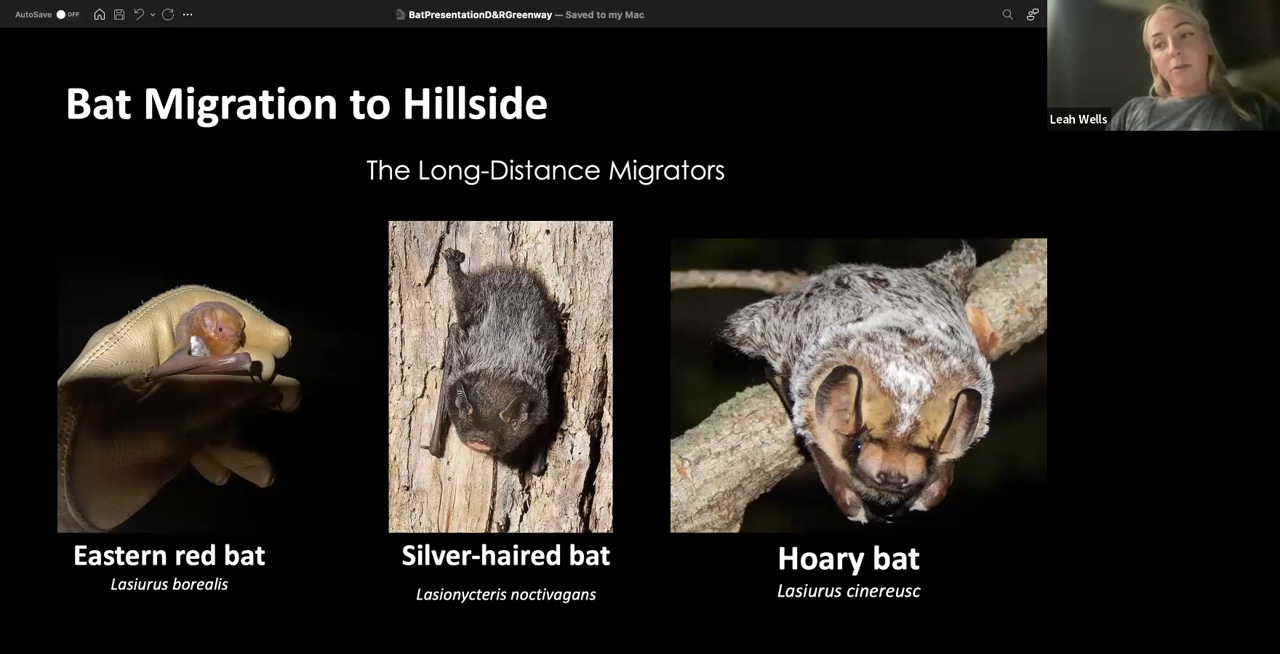 AutoSave OFF
BatPresentationD&RGreenway — Saved to my Mac
Leah Wells
Bat Migration to Hillside
The Long-Distance Migrators
Eastern red bat
Lasiurus borealis
Silver-haired bat
Lasionycteris noctivagans
Hoary bat
Lasiurus cinereusc